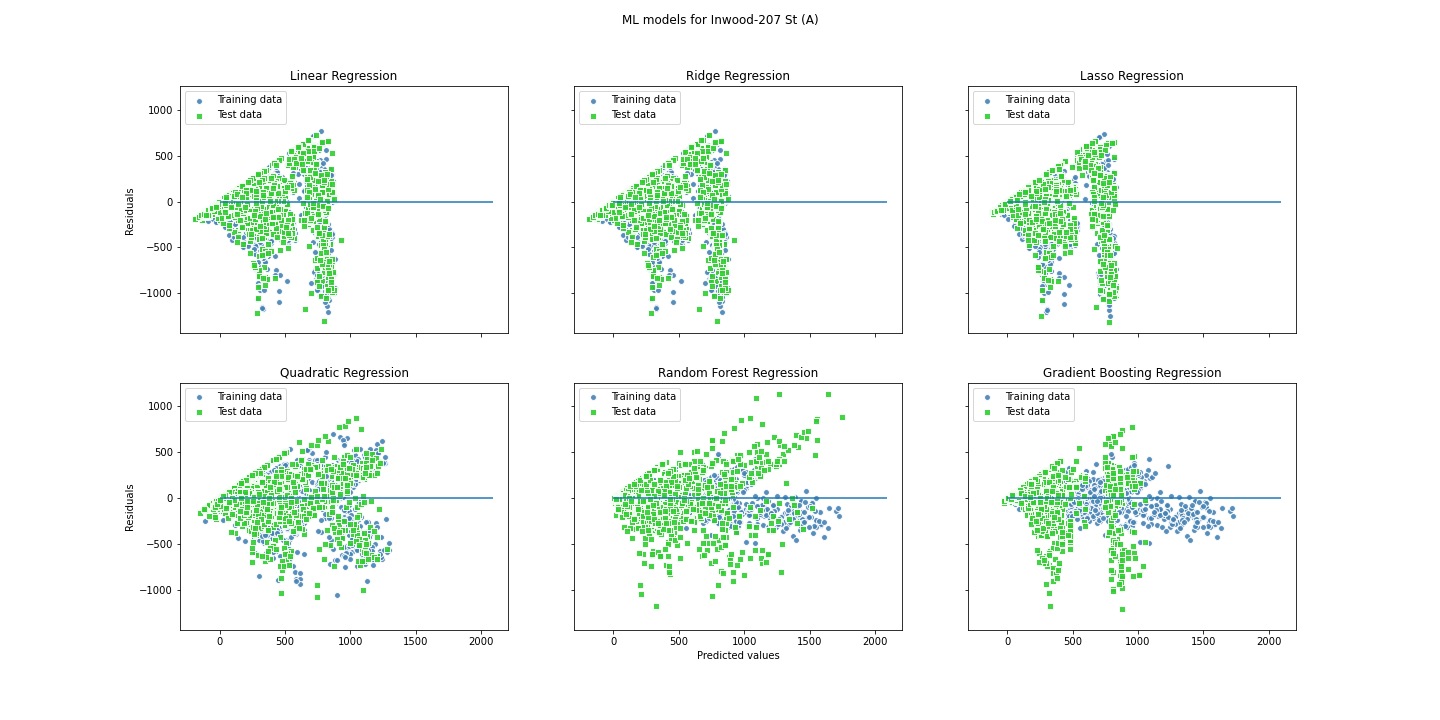 ML models for Inwood-207 St (A)
Linear Regression
Training data
Test data
1000
500
0
−500
−1000
Residuals
Ridge Regression
Training data
Test data
Lasso Regression
Training data
Test data
Quadratic Regression
Training data
Test data
1000
500
0
−500
−1000
Residuals
0 500 1000 1500 2000
Random Forest Regression
Training data
Test data
0 500 1000 1500 2000
Predicted values
Gradient Boosting Regression
Training data
Test data
0 500 1000 1500 2000